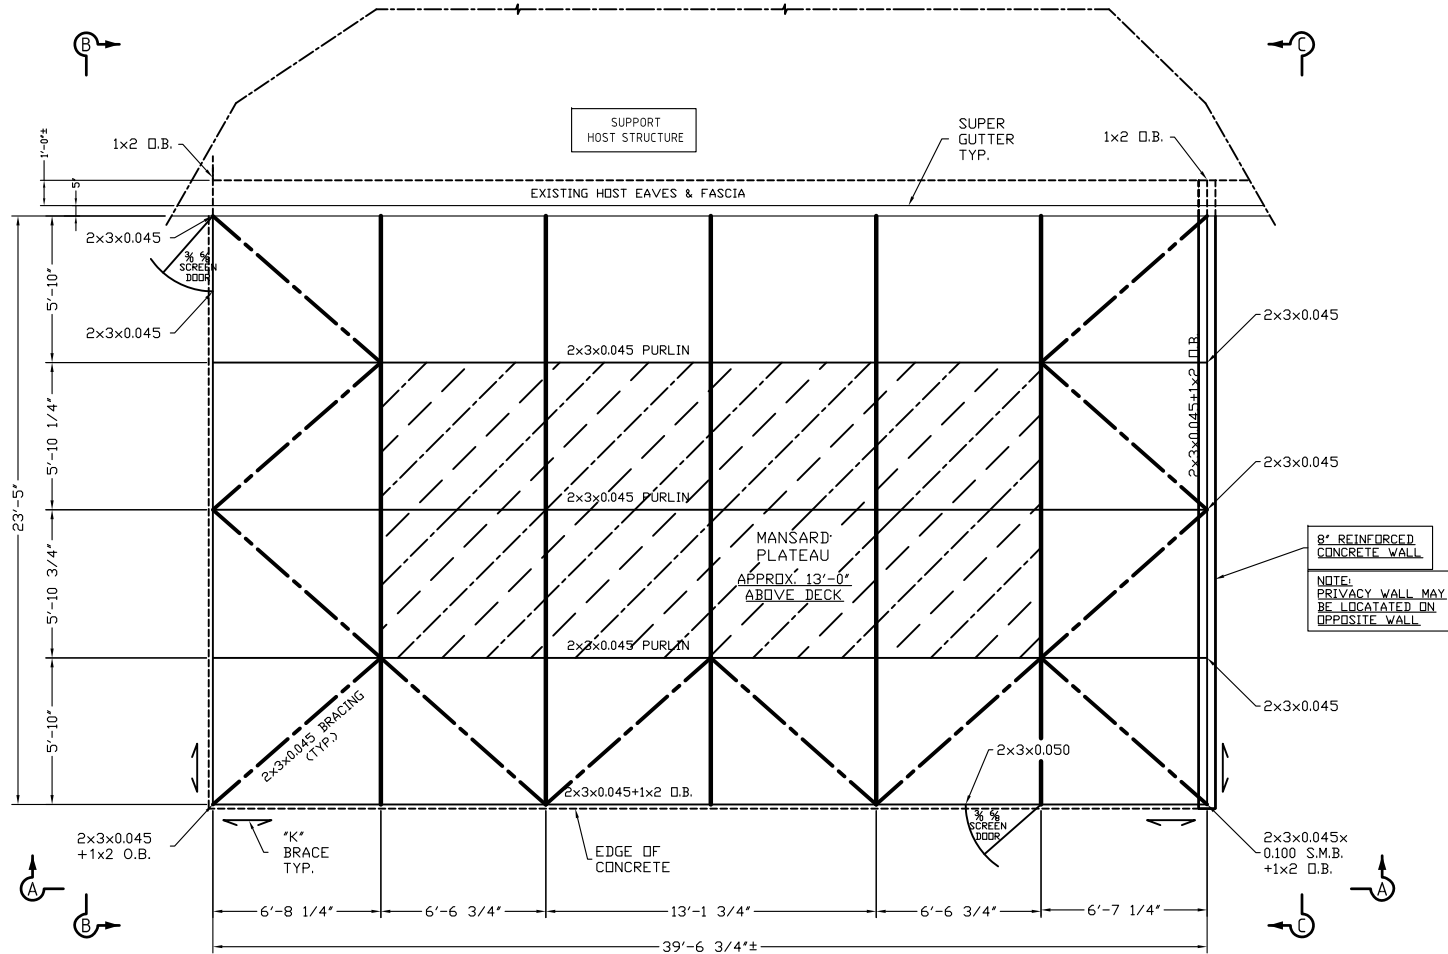 B
C
SUPPORT
HOST STRUCTURE
SUPER
GUTTER
TYP.
1x2 O.B.
1x2 O.B.
1'-0"±
5'
EXISTING HOST EAVES & FASCIA
2x3x0.045
SCREEN
DOOR
2x3x0.045
2x3x0.045
5'-10"
2x3x0.045 PURLIN
2x3x0.045+1x2 O.B.
5'-10 1/4"
2x3x0.045
23'-5"
2x3x0.045 PURLIN
MANSARD
PLATEAU
APPROX. 13'-0"
ABOVE DECK
8" REINFORCED
CONCRETE WALL
NOTE:
PRIVACY WALL MAY
BE LOCATATED ON
OPPOSITE WALL
5'-10 3/4"
2x3x0.045 PURLIN
2x3x0.045 BRACING
(TYP.)
2x3x0.045
5'-10"
2x3x0.050
2x3x0.045+1x2 O.B.
SCREEN
DOOR
2x3x0.045
+1x2 O.B.
"K"
BRACE
TYP.
EDGE OF
CONCRETE
2x3x0.045x
0.100 S.M.B.
+1x2 O.B.
A
A
B
C
6'-8 1/4"
6'-6 3/4"
13'-1 3/4"
6'-6 3/4"
6'-7 1/4"
39'-6 3/4"±